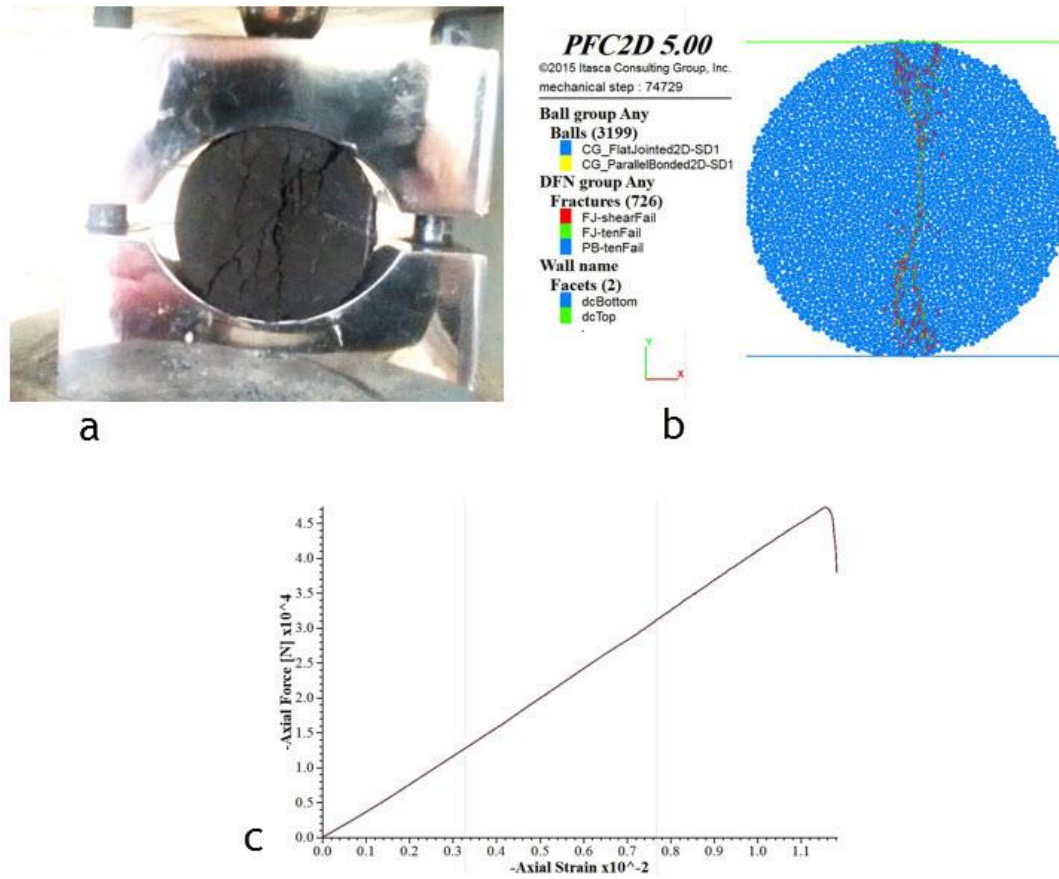 PFC2D 5.00
©2015 Itasca Consulting Group, Inc.
mechanical step : 74729
Ball group Any
Balls (3199)
CG_FlatJointed2D-SD1
CG_ParallelBonded2D-SD1
DFN group Any
Fractures (726)
FJ-shearFail
FJ-tenFail
PB-tenFail
Wall name
Facets (2)
dcBottom
dcTop
Y
X
a
b
-Axial Force [N] x10^4
4.5
4.0
3.5
3.0
2.5
2.0
1.5
1.0
0.5
0.0
0.0 0.1 0.2 0.3 0.4 0.5 0.6 0.7 0.8 0.9 1.0 1.1
-Axial Strain x10^-2
c